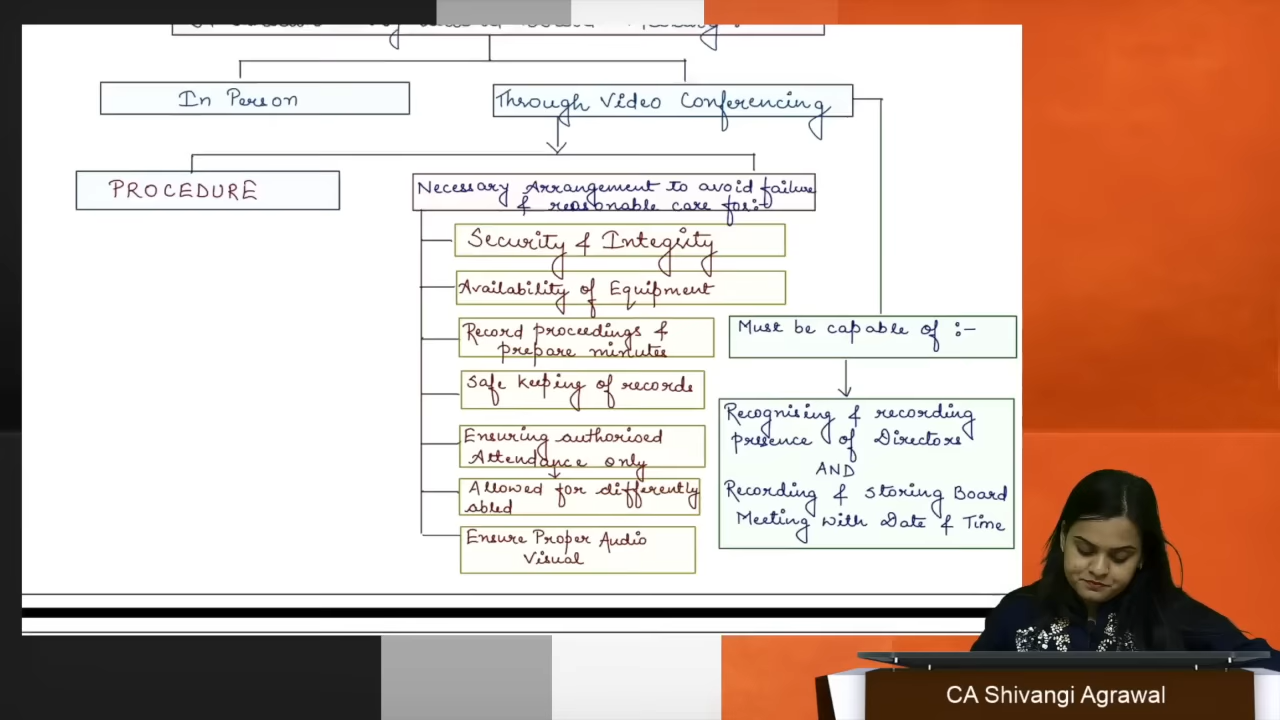 In Person
Through Video Conferencing
PROCEDURE
Necessary Arrangement to avoid failure
& reasonable care for:-
Security & Integrity
Availability of Equipment
Record proceedings &
prepare minutes
Safe keeping of records
Ensuring authorised
Attendance only
Allowed for differently
abled
Ensure Proper Audio
Visual
Must be capable of :-
Recognising & recording
presence of Directors
AND
Recording & storing Board
Meeting with Date & Time
CA Shivangi Agrawal